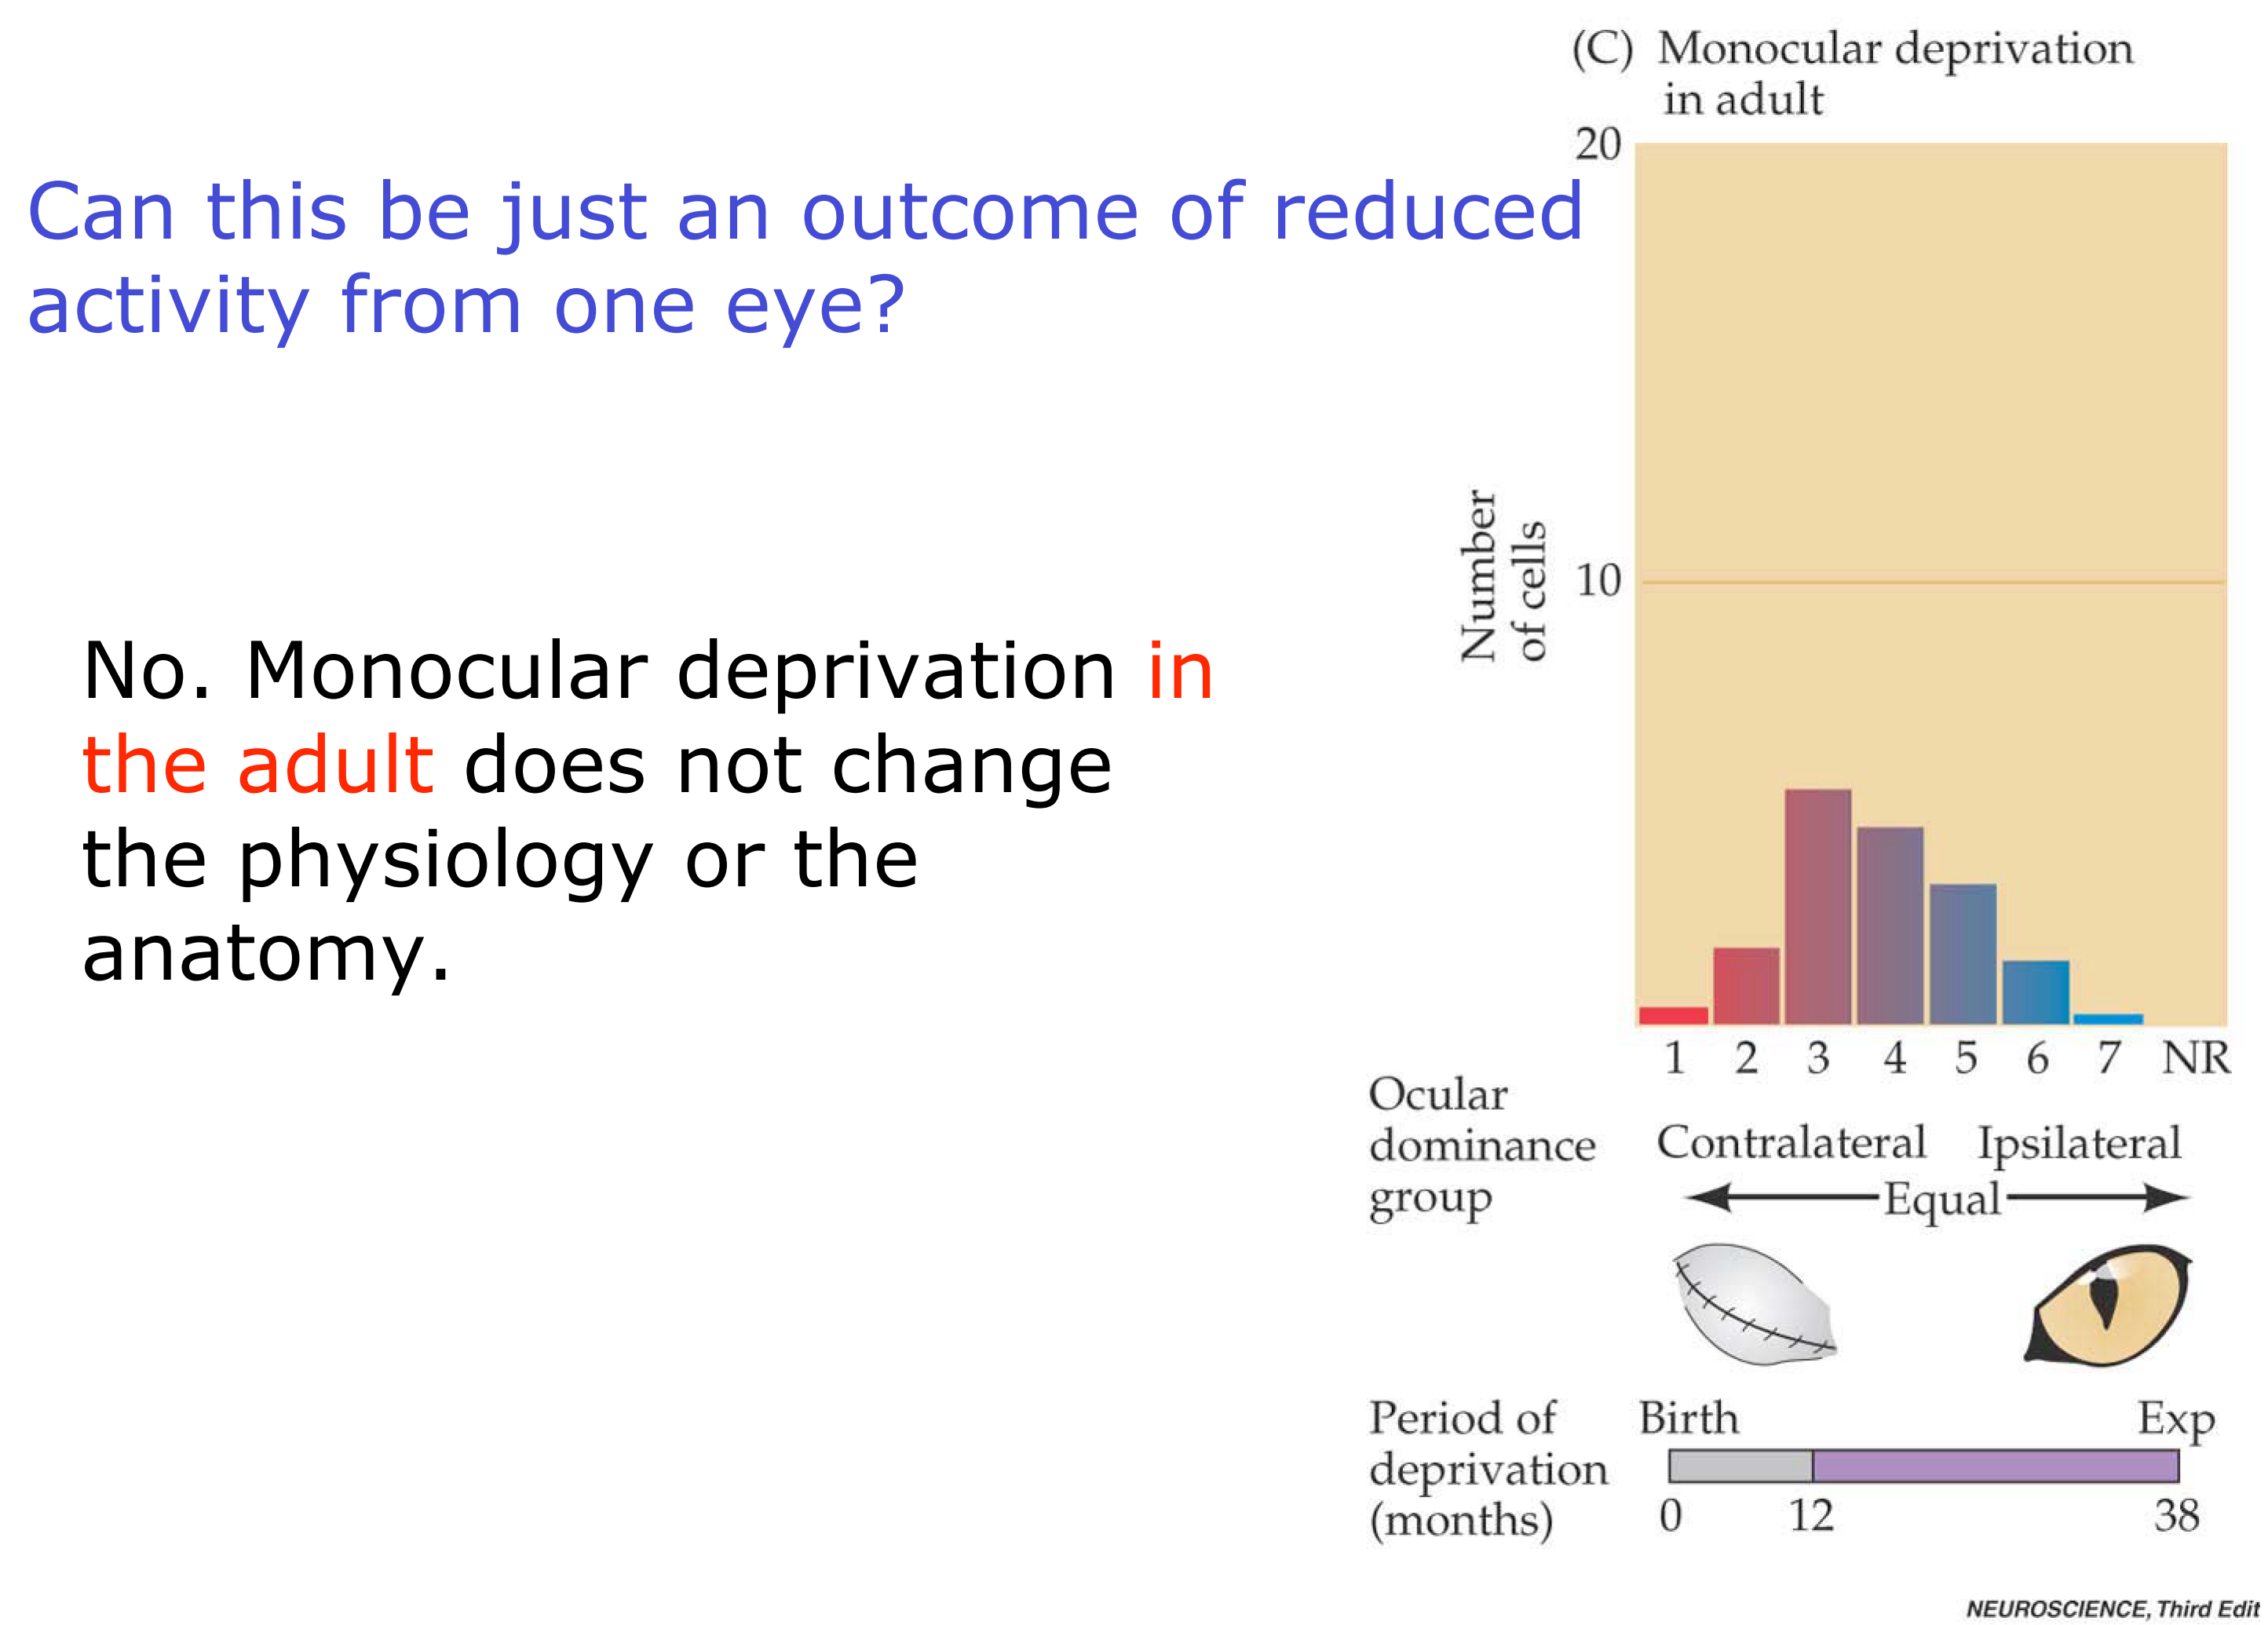 (C) Monocular deprivation
in adult
Can this be just an outcome of reduced
activity from one eye?
No. Monocular deprivation in
the adult does not change
the physiology or the
anatomy.
20
10
Number
of cells
1 2 3 4 5 6 7 NR
Ocular
dominance
group
Contralateral Ipsilateral
Equal
Period of
deprivation
(months)
Birth Exp
0 12 38
NEUROSCIENCE, Third Edit